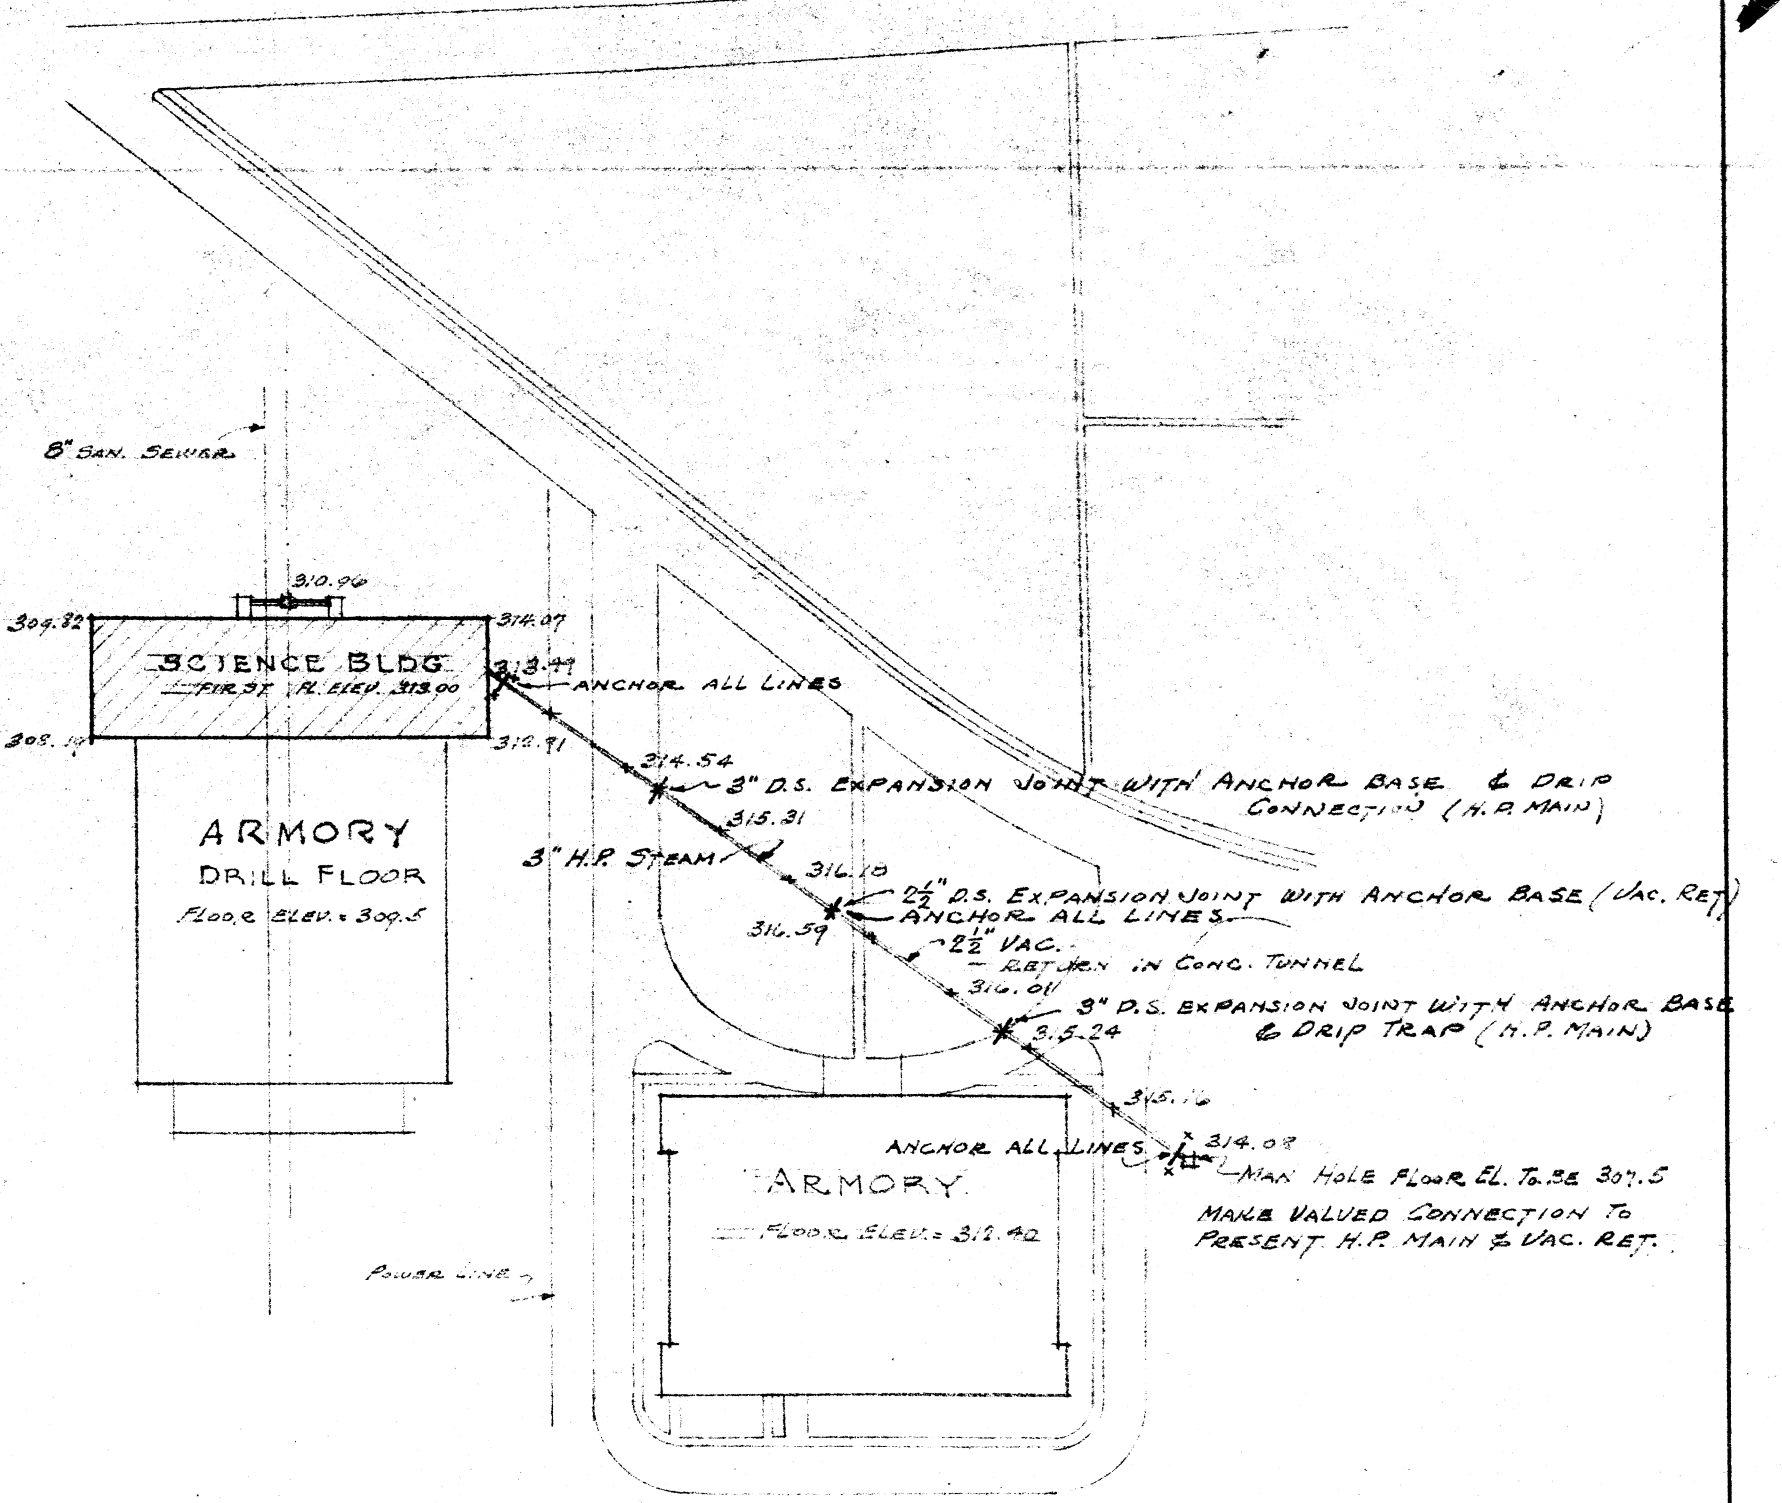 8" SAN. SEWER
310.96
309.82
314.07
SCIENCE BLDG
FIRST FL. ELEV. 313.00
313.49
ANCHOR ALL LINES
308.19
312.91
314.54
3" D.S. EXPANSION JOINT WITH ANCHOR BASE & DRIP
CONNECTION (H.P. MAIN)
315.31
ARMORY
DRILL FLOOR
FLOOR ELEV. = 309.5
3" H.P. STEAM
316.18
2½" D.S. EXPANSION JOINT WITH ANCHOR BASE (VAC. RET)
ANCHOR ALL LINES
316.59
2½" VAC.
RETURN IN CONC. TUNNEL
316.01
3" D.S. EXPANSION JOINT WITH ANCHOR BASE
& DRIP TRAP (H.P. MAIN)
315.24
315.16
ANCHOR ALL LINES
314.08
MAN HOLE FLOOR EL. TO BE 307.5
MAKE VALVED CONNECTION TO
PRESENT H.P. MAIN & VAC. RET.
ARMORY
FLOOR ELEV. = 312.40
POWER LINE